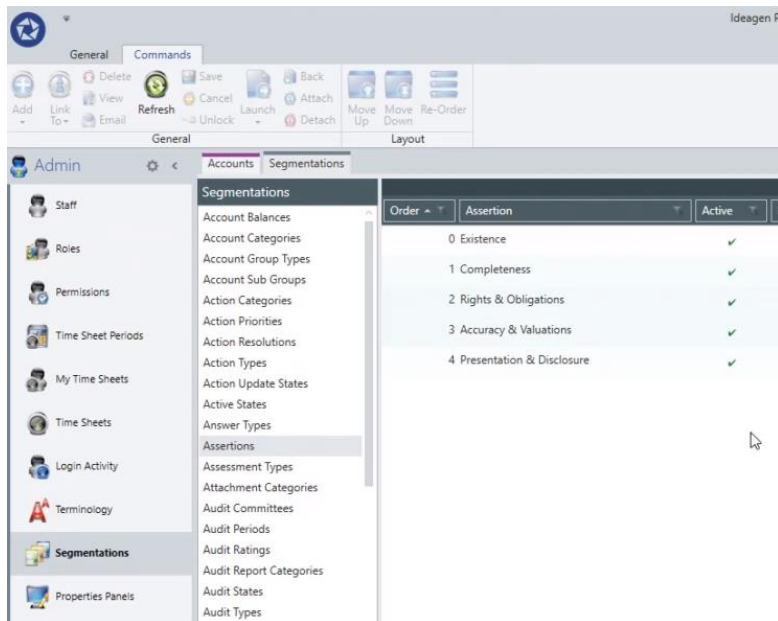 Ideagen P
General Commands
Add
Link To
Delete
View
Email
Refresh
Save
Cancel
Unlock
Launch
Back
Attach
Detach
Move Up
Move Down
Re-Order
General
Layout
Admin
Accounts Segmentations
Staff
Roles
Permissions
Time Sheet Periods
My Time Sheets
Time Sheets
Login Activity
Terminology
Segmentations
Properties Panels
Segmentations
Account Balances
Account Categories
Account Group Types
Account Sub Groups
Action Categories
Action Priorities
Action Resolutions
Action Types
Action Update States
Active States
Answer Types
Assertions
Assessment Types
Attachment Categories
Audit Committees
Audit Periods
Audit Ratings
Audit Report Categories
Audit States
Audit Types
Order Assertion Active
0 Existence
1 Completeness
2 Rights & Obligations
3 Accuracy & Valuations
4 Presentation & Disclosure